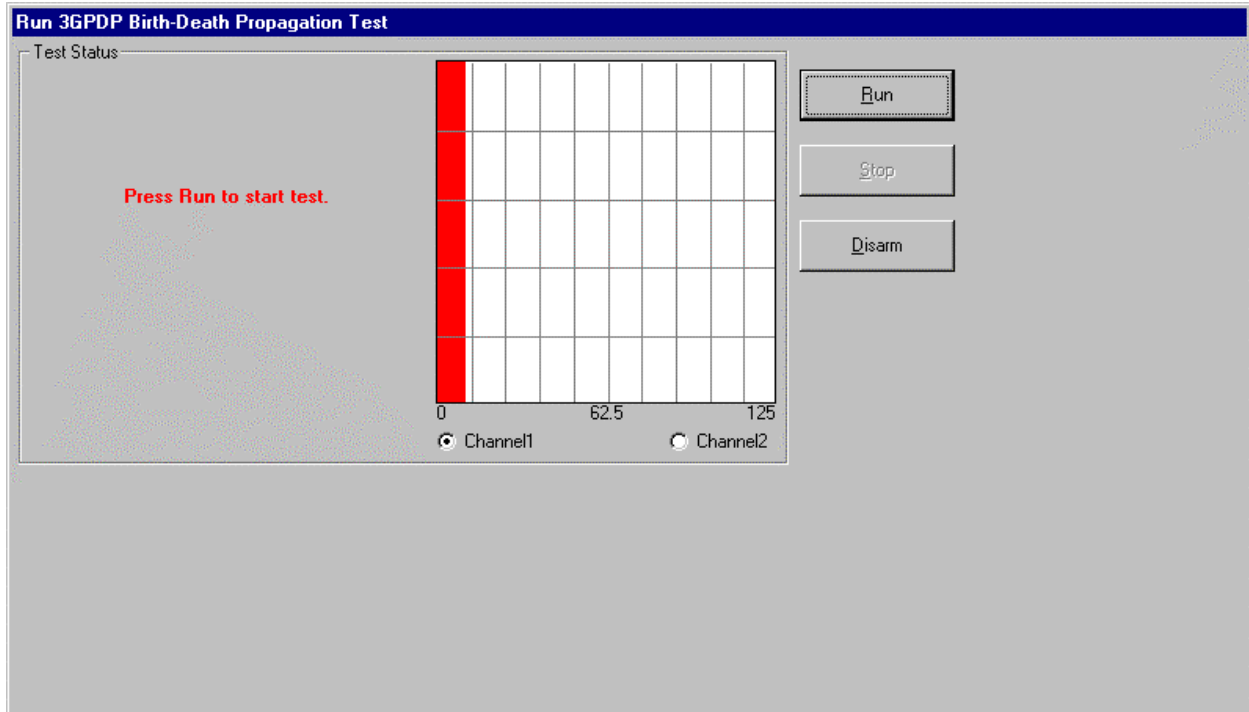 Run 3GPDP Birth-Death Propagation Test
Test Status
Press Run to start test.
0 62.5 125
Channel1 Channel2
Run
Stop
Disarm